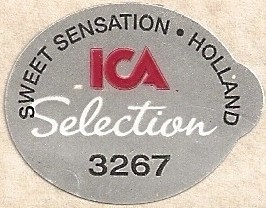 SWEET SENSATION • HOLLAND
ICA
Selection
3267